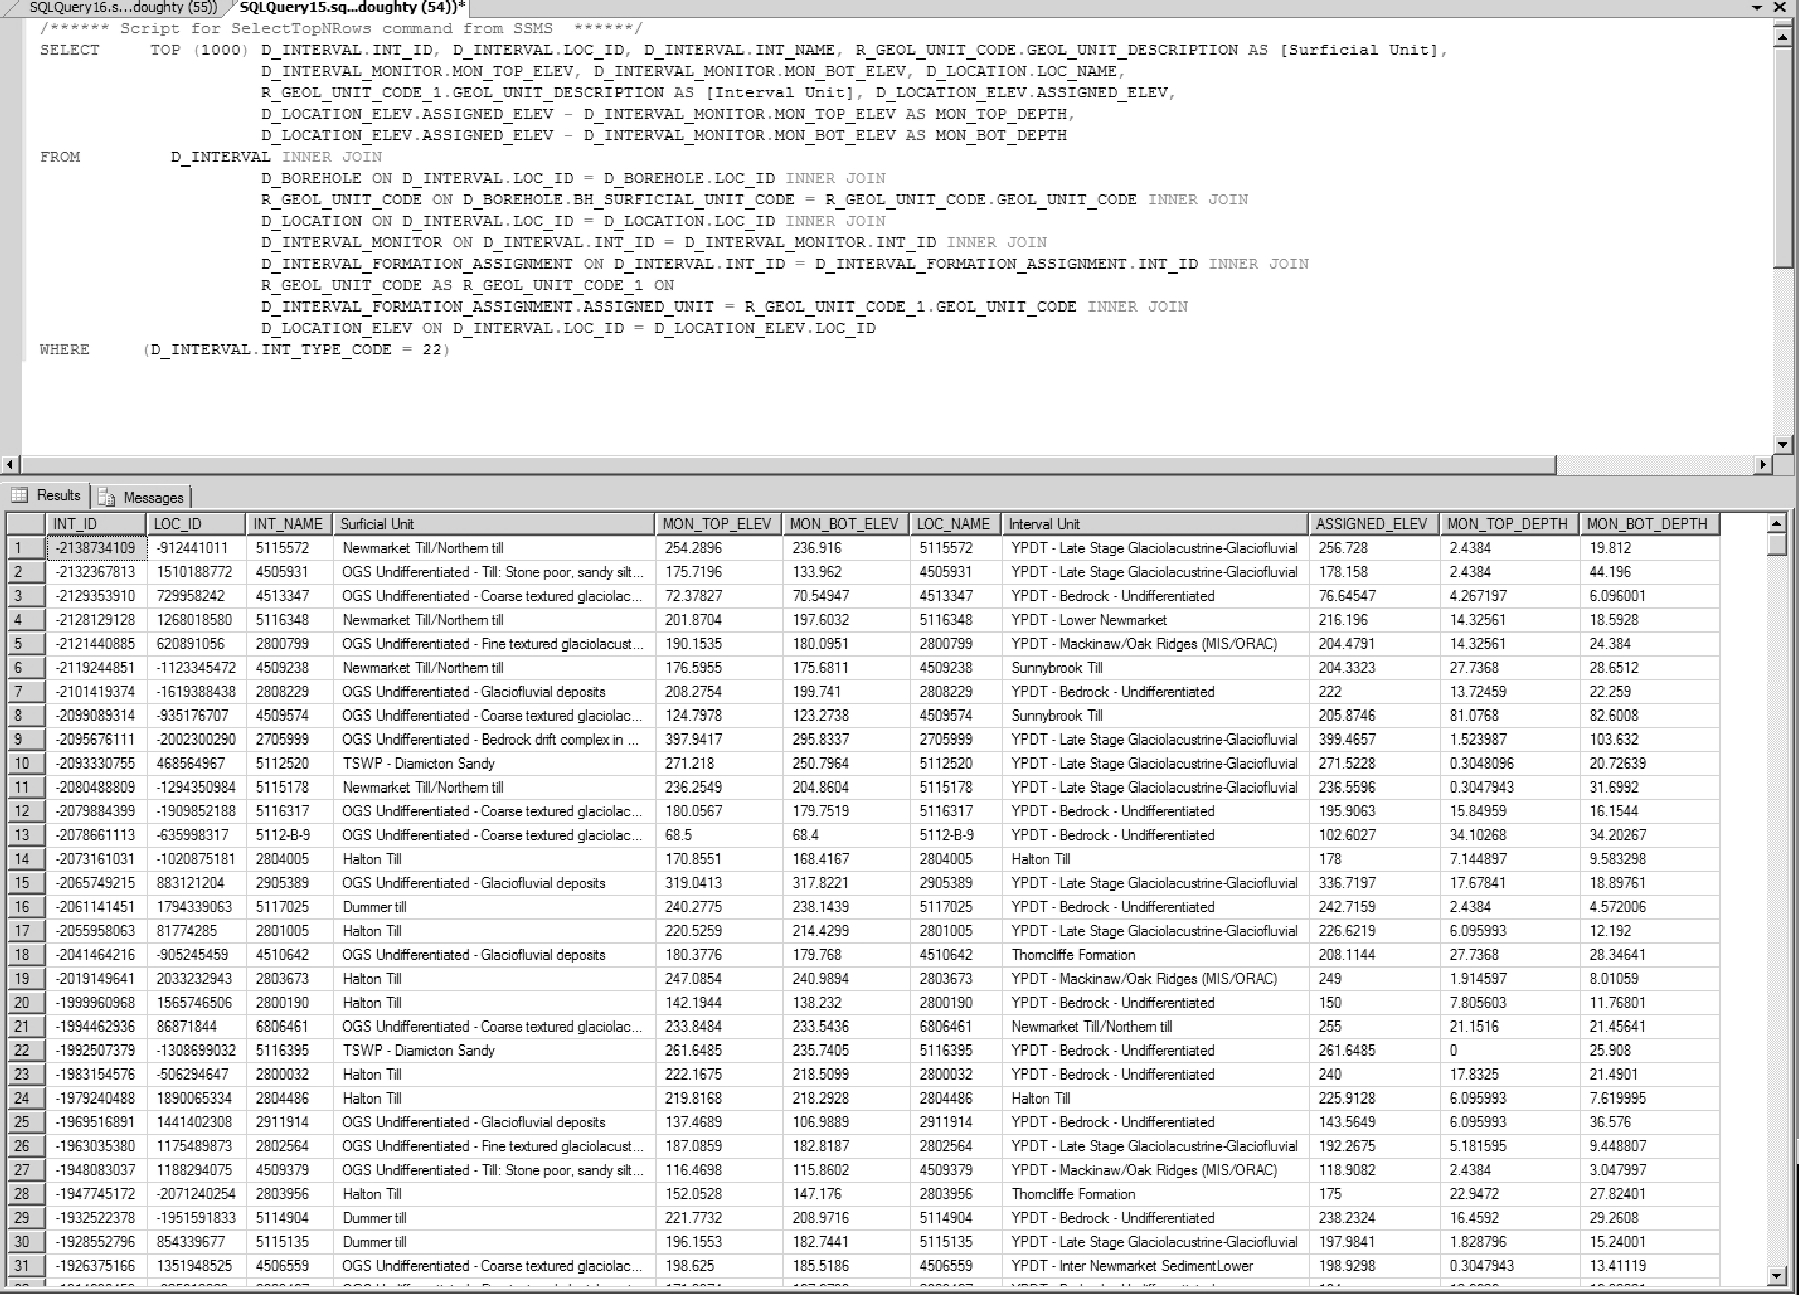 SQLQuery16.s...doughty (55)) SQLQuery15.sq...doughty (54))*
/****** Script for SelectTopNRows command from SSMS ******/
SELECT TOP (1000) D_INTERVAL.INT_ID, D_INTERVAL.LOC_ID, D_INTERVAL.INT_NAME, R_GEOL_UNIT_CODE.GEOL_UNIT_DESCRIPTION AS [Surficial Unit],
D_INTERVAL_MONITOR.MON_TOP_ELEV, D_INTERVAL_MONITOR.MON_BOT_ELEV, D_LOCATION.LOC_NAME,
R_GEOL_UNIT_CODE_1.GEOL_UNIT_DESCRIPTION AS [Interval Unit], D_LOCATION_ELEV.ASSIGNED_ELEV,
D_LOCATION_ELEV.ASSIGNED_ELEV - D_INTERVAL_MONITOR.MON_TOP_ELEV AS MON_TOP_DEPTH,
D_LOCATION_ELEV.ASSIGNED_ELEV - D_INTERVAL_MONITOR.MON_BOT_ELEV AS MON_BOT_DEPTH
FROM D_INTERVAL INNER JOIN
D_BOREHOLE ON D_INTERVAL.LOC_ID = D_BOREHOLE.LOC_ID INNER JOIN
R_GEOL_UNIT_CODE ON D_BOREHOLE.BH_SURFICIAL_UNIT_CODE = R_GEOL_UNIT_CODE.GEOL_UNIT_CODE INNER JOIN
D_LOCATION ON D_INTERVAL.LOC_ID = D_LOCATION.LOC_ID INNER JOIN
D_INTERVAL_MONITOR ON D_INTERVAL.INT_ID = D_INTERVAL_MONITOR.INT_ID INNER JOIN
D_INTERVAL_FORMATION_ASSIGNMENT ON D_INTERVAL.INT_ID = D_INTERVAL_FORMATION_ASSIGNMENT.INT_ID INNER JOIN
R_GEOL_UNIT_CODE AS R_GEOL_UNIT_CODE_1 ON
D_INTERVAL_FORMATION_ASSIGNMENT.ASSIGNED_UNIT = R_GEOL_UNIT_CODE_1.GEOL_UNIT_CODE INNER JOIN
D_LOCATION_ELEV ON D_INTERVAL.LOC_ID = D_LOCATION_ELEV.LOC_ID
WHERE (D_INTERVAL.INT_TYPE_CODE = 22)
Results Messages
INT_ID LOC_ID INT_NAME Surficial Unit MON_TOP_ELEV MON_BOT_ELEV LOC_NAME Interval Unit ASSIGNED_ELEV MON_TOP_DEPTH MON_BOT_DEPTH
1 -2138734109 -912441011 5115572 Newmarket Till/Northern till 254.2896 236.916 5115572 YPDT - Late Stage Glaciolacustrine-Glaciofluvial 256.728 2.4384 19.812
2 -2132367813 1510188772 4505931 OGS Undifferentiated - Till: Stone poor, sandy silt... 175.7196 133.962 4505931 YPDT - Late Stage Glaciolacustrine-Glaciofluvial 178.158 2.4384 44.196
3 -2129353910 729958242 4513347 OGS Undifferentiated - Coarse textured glaciolac... 72.37827 70.54947 4513347 YPDT - Bedrock - Undifferentiated 76.64547 4.267197 6.096001
4 -2128129128 1268018580 5116348 Newmarket Till/Northern till 201.8704 197.6032 5116348 YPDT - Lower Newmarket 216.196 14.32561 18.5928
5 -2121440885 620891056 2800799 OGS Undifferentiated - Fine textured glaciolacust... 190.1535 180.0951 2800799 YPDT - Mackinaw/Oak Ridges (MIS/ORAC) 204.4791 14.32561 24.384
6 -2119244851 -1123345472 4509238 Newmarket Till/Northern till 176.5955 175.6811 4509238 Sunnybrook Till 204.3323 27.7368 28.6512
7 -2101419374 -1619388438 2808229 OGS Undifferentiated - Glaciofluvial deposits 208.2754 199.741 2808229 YPDT - Bedrock - Undifferentiated 222 13.72459 22.259
8 -2099089314 -935176707 4509574 OGS Undifferentiated - Coarse textured glaciolac... 124.7978 123.2738 4509574 Sunnybrook Till 205.8746 81.0768 82.6008
9 -2095676111 -2002300290 2705999 OGS Undifferentiated - Bedrock drift complex in ... 397.9417 295.8337 2705999 YPDT - Late Stage Glaciolacustrine-Glaciofluvial 399.4657 1.523987 103.632
10 -2093330755 468564967 5112520 TSWP - Diamicton Sandy 271.218 250.7964 5112520 YPDT - Late Stage Glaciolacustrine-Glaciofluvial 271.5228 0.3048096 20.72639
11 -2080488809 -1294350984 5115178 Newmarket Till/Northern till 236.2549 204.8604 5115178 YPDT - Late Stage Glaciolacustrine-Glaciofluvial 236.5596 0.3047943 31.6992
12 -2079884399 -1909852188 5116317 OGS Undifferentiated - Coarse textured glaciolac... 180.0567 179.7519 5116317 YPDT - Bedrock - Undifferentiated 195.9063 15.84959 16.1544
13 -2078661113 -635998317 5112-B-9 OGS Undifferentiated - Coarse textured glaciolac... 68.5 68.4 5112-B-9 YPDT - Bedrock - Undifferentiated 102.6027 34.10268 34.20267
14 -2073161031 -1020875181 2804005 Halton Till 170.8551 168.4167 2804005 Halton Till 178 7.144897 9.583298
15 -2065749215 883121204 2905389 OGS Undifferentiated - Glaciofluvial deposits 319.0413 317.8221 2905389 YPDT - Late Stage Glaciolacustrine-Glaciofluvial 336.7197 17.67841 18.89761
16 -2061141451 1794339063 5117025 Dummer till 240.2775 238.1439 5117025 YPDT - Bedrock - Undifferentiated 242.7159 2.4384 4.572006
17 -2055958063 81774285 2801005 Halton Till 220.5259 214.4299 2801005 YPDT - Late Stage Glaciolacustrine-Glaciofluvial 226.6219 6.095993 12.192
18 -2041464216 -905245459 4510642 OGS Undifferentiated - Glaciofluvial deposits 180.3776 179.768 4510642 Thorncliffe Formation 208.1144 27.7368 28.34641
19 -2019149641 2033232943 2803673 Halton Till 247.0854 240.9894 2803673 YPDT - Mackinaw/Oak Ridges (MIS/ORAC) 249 1.914597 8.01059
20 -1999960968 1565746506 2800190 Halton Till 142.1944 138.232 2800190 YPDT - Bedrock - Undifferentiated 150 7.805603 11.76801
21 -1994462936 86871844 6806461 OGS Undifferentiated - Coarse textured glaciolac... 233.8484 233.5436 6806461 Newmarket Till/Northern till 255 21.1516 21.45641
22 -1992507379 -1308699032 5116395 TSWP - Diamicton Sandy 261.6485 235.7405 5116395 YPDT - Bedrock - Undifferentiated 261.6485 0 25.908
23 -1983154576 -506294647 2800032 Halton Till 222.1675 218.5099 2800032 YPDT - Bedrock - Undifferentiated 240 17.8325 21.4901
24 -1979240488 1890065334 2804486 Halton Till 219.8168 218.2928 2804486 Halton Till 225.9128 6.095993 7.619995
25 -1969516891 1441402308 2911914 OGS Undifferentiated - Glaciofluvial deposits 137.4689 106.9889 2911914 YPDT - Bedrock - Undifferentiated 143.5649 6.095993 36.576
26 -1963035380 1175489873 2802564 OGS Undifferentiated - Fine textured glaciolacust... 187.0859 182.8187 2802564 YPDT - Late Stage Glaciolacustrine-Glaciofluvial 192.2675 5.181595 9.448807
27 -1948083037 1188294075 4509379 OGS Undifferentiated - Till: Stone poor, sandy silt... 116.4698 115.8602 4509379 YPDT - Mackinaw/Oak Ridges (MIS/ORAC) 118.9082 2.4384 3.047997
28 -1947745172 -2071240254 2803956 Halton Till 152.0528 147.176 2803956 Thorncliffe Formation 175 22.9472 27.82401
29 -1932522378 -1951591833 5114904 Dummer till 221.7732 208.9716 5114904 YPDT - Bedrock - Undifferentiated 238.2324 16.4592 29.2608
30 -1928552796 854339677 5115135 Dummer till 196.1553 182.7441 5115135 YPDT - Late Stage Glaciolacustrine-Glaciofluvial 197.9841 1.828796 15.24001
31 -1926375166 1351948525 4506559 OGS Undifferentiated - Coarse textured glaciolac... 198.625 185.5186 4506559 YPDT - Inter Newmarket SedimentLower 198.9298 0.3047943 13.41119